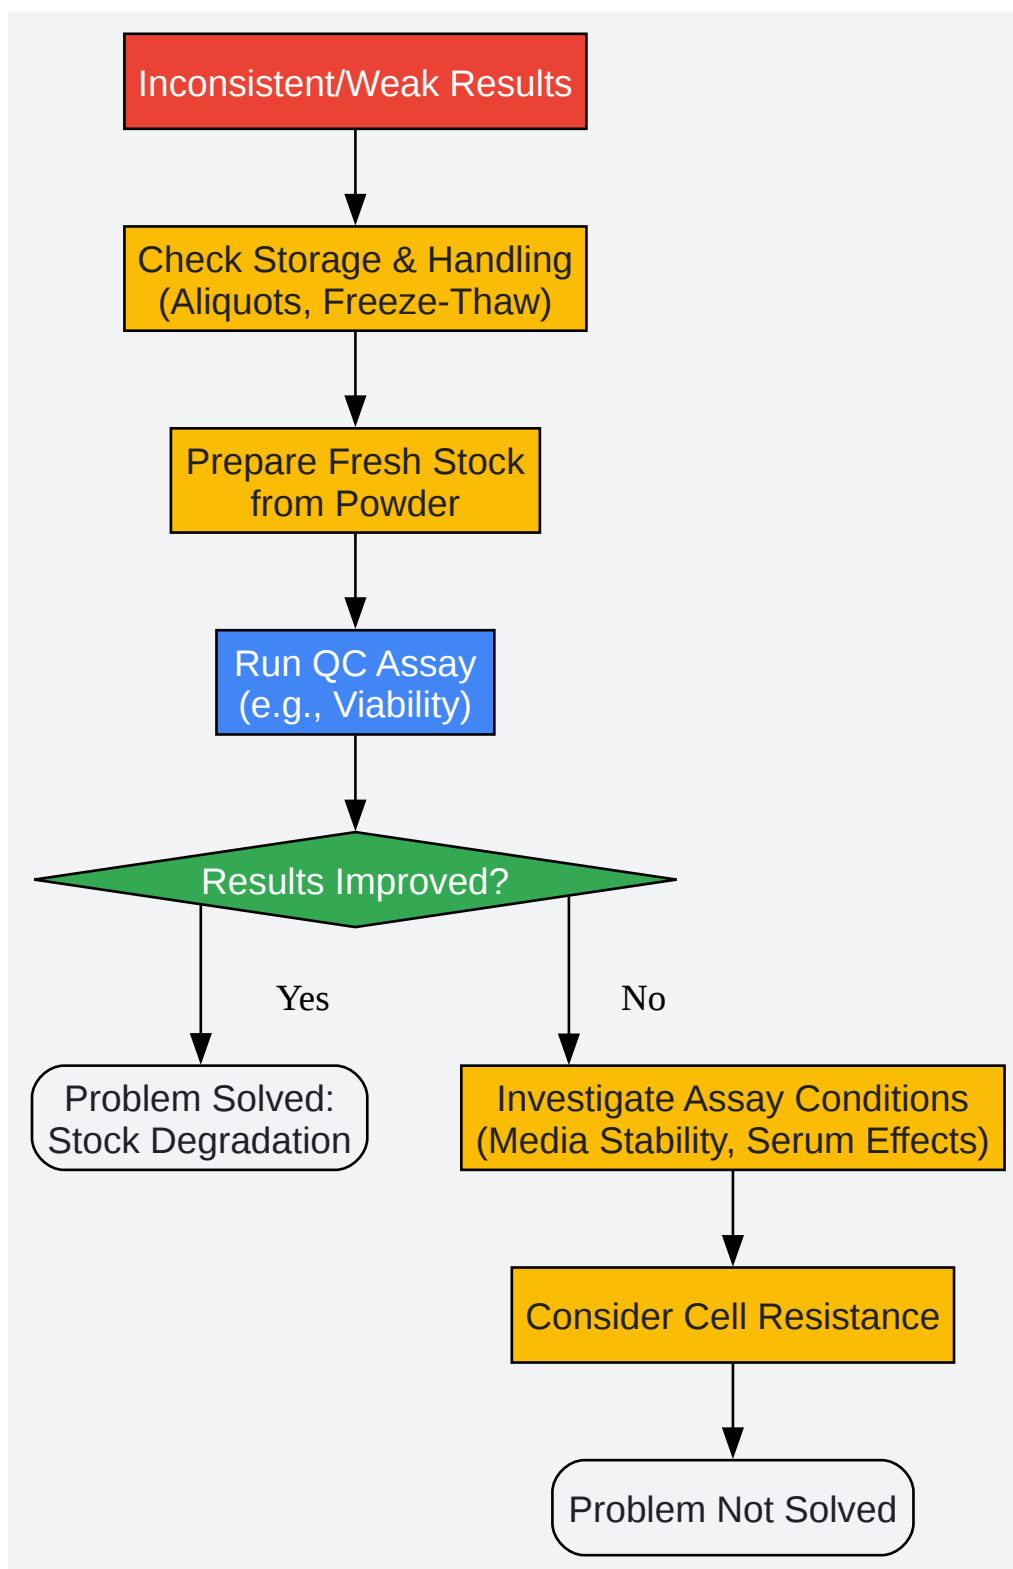 Inconsistent/Weak Results
Check Storage & Handling
(Aliquots, Freeze-Thaw)
Prepare Fresh Stock
from Powder
Run QC Assay
(e.g., Viability)
Results Improved?
Yes
No
Problem Solved:
Stock Degradation
Investigate Assay Conditions
(Media Stability, Serum Effects)
Consider Cell Resistance
Problem Not Solved